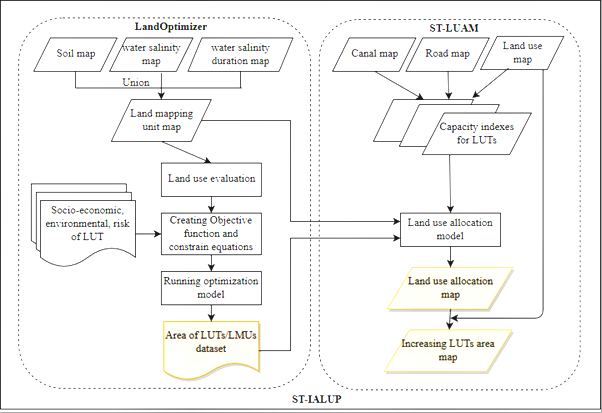 LandOptimizer
Soil map
water salinity
map
water salinity
duration map
Union
Land mapping
unit map
Land use evaluation
Socio-economic,
environmental, risk
of LUT
Creating Objective
function and
constrain equations
Running optimization
model
Area of LUTs/LMUs
dataset
ST-LUAM
Canal map
Road map
Land use
map
Capacity indexes
for LUTs
Land use allocation
model
Land use allocation
map
Increasing LUTs area
map
ST-IALUP